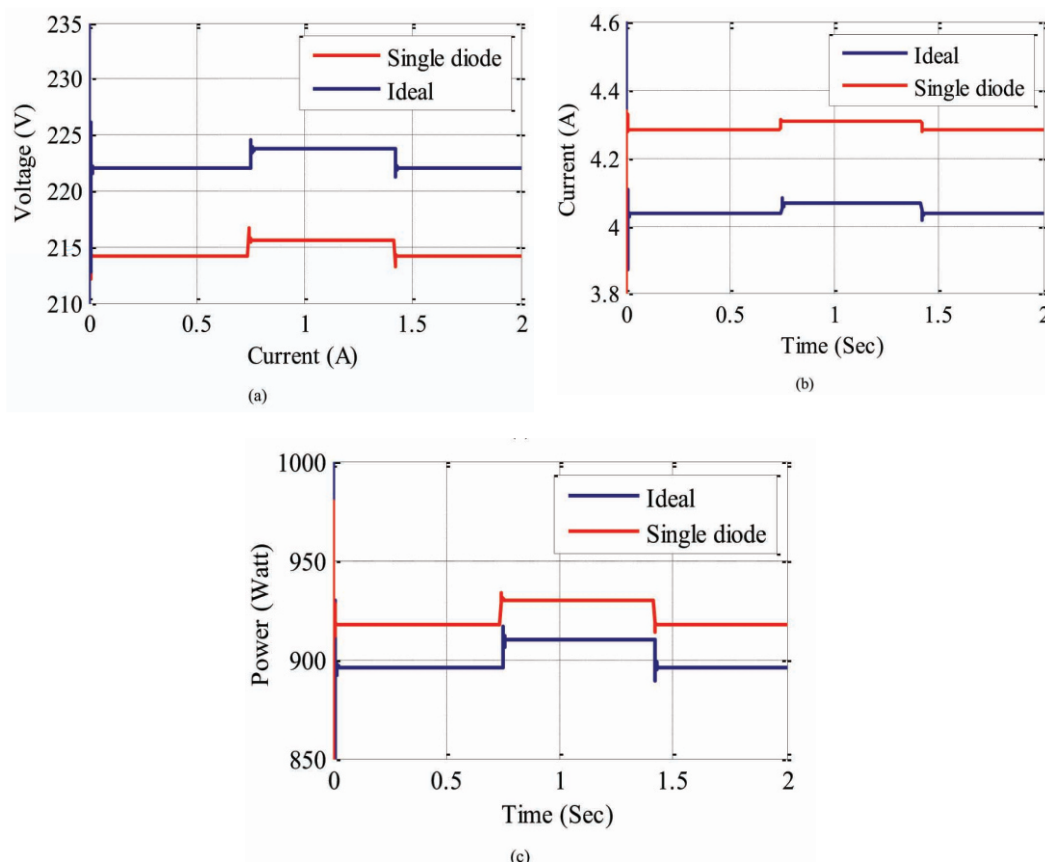 235
230
225
220
215
210
Voltage (V)
Single diode
Ideal
0 0.5 1 1.5 2
Current (A)
(a)
4.6
4.4
4.2
4
3.8
Current (A)
Ideal
Single diode
0 0.5 1 1.5 2
Time (Sec)
(b)
1000
950
900
850
Power (Watt)
Ideal
Single diode
0 0.5 1 1.5 2
Time (Sec)
(c)